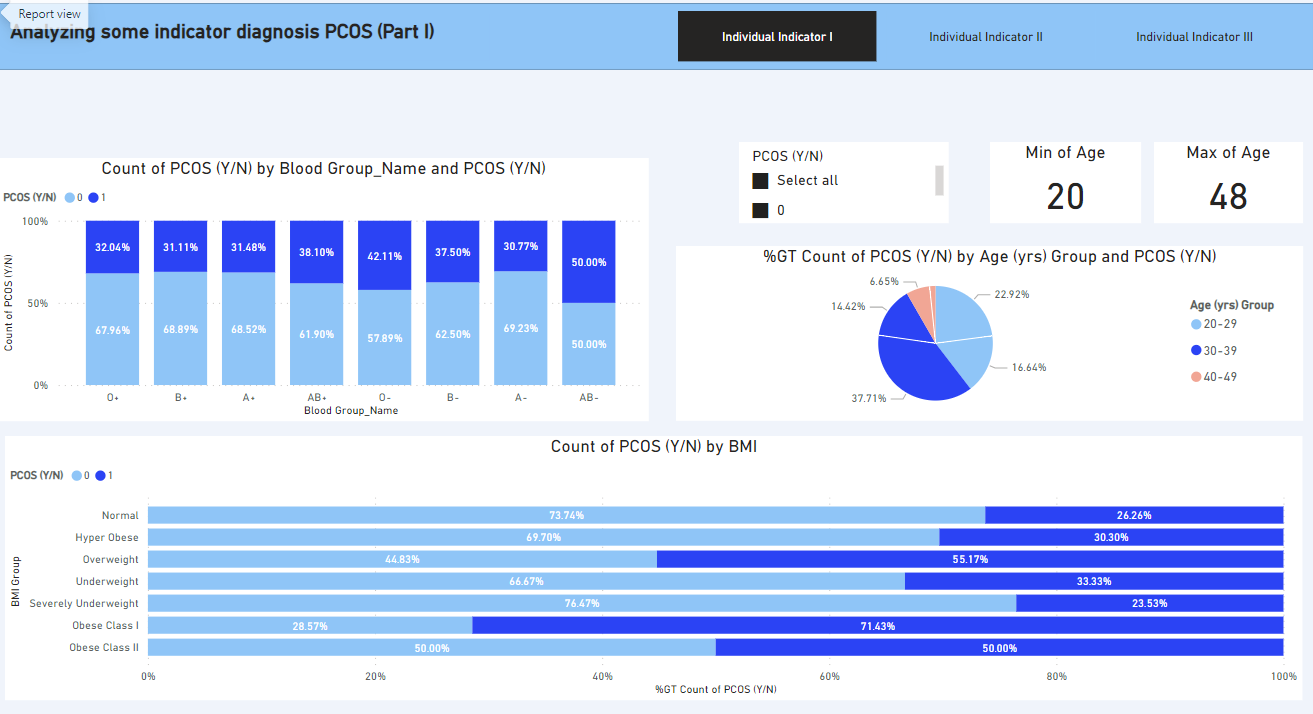 Report view
Analyzing some indicator diagnosis PCOS (Part I)
Individual Indicator I
Individual Indicator II
Individual Indicator III
Count of PCOS (Y/N) by Blood Group_Name and PCOS (Y/N)
PCOS (Y/N) 0 1
Count of PCOS (Y/N)
100%
50%
0%
32.04% 31.11% 31.48% 38.10% 42.11% 37.50% 30.77% 50.00%
67.96% 68.89% 68.52% 61.90% 57.89% 62.50% 69.23% 50.00%
O+ B+ A+ AB+ O- B- A- AB-
Blood Group_Name
PCOS (Y/N)
Select all
0
Min of Age
20
Max of Age
48
%GT Count of PCOS (Y/N) by Age (yrs) Group and PCOS (Y/N)
6.65%
22.92%
14.42%
16.64%
37.71%
Age (yrs) Group
20-29
30-39
40-49
Count of PCOS (Y/N) by BMI
PCOS (Y/N) 0 1
BMI Group
Normal 73.74% 26.26%
Hyper Obese 69.70% 30.30%
Overweight 44.83% 55.17%
Underweight 66.67% 33.33%
Severely Underweight 76.47% 23.53%
Obese Class I 28.57% 71.43%
Obese Class II 50.00% 50.00%
0% 20% 40% 60% 80% 100%
%GT Count of PCOS (Y/N)